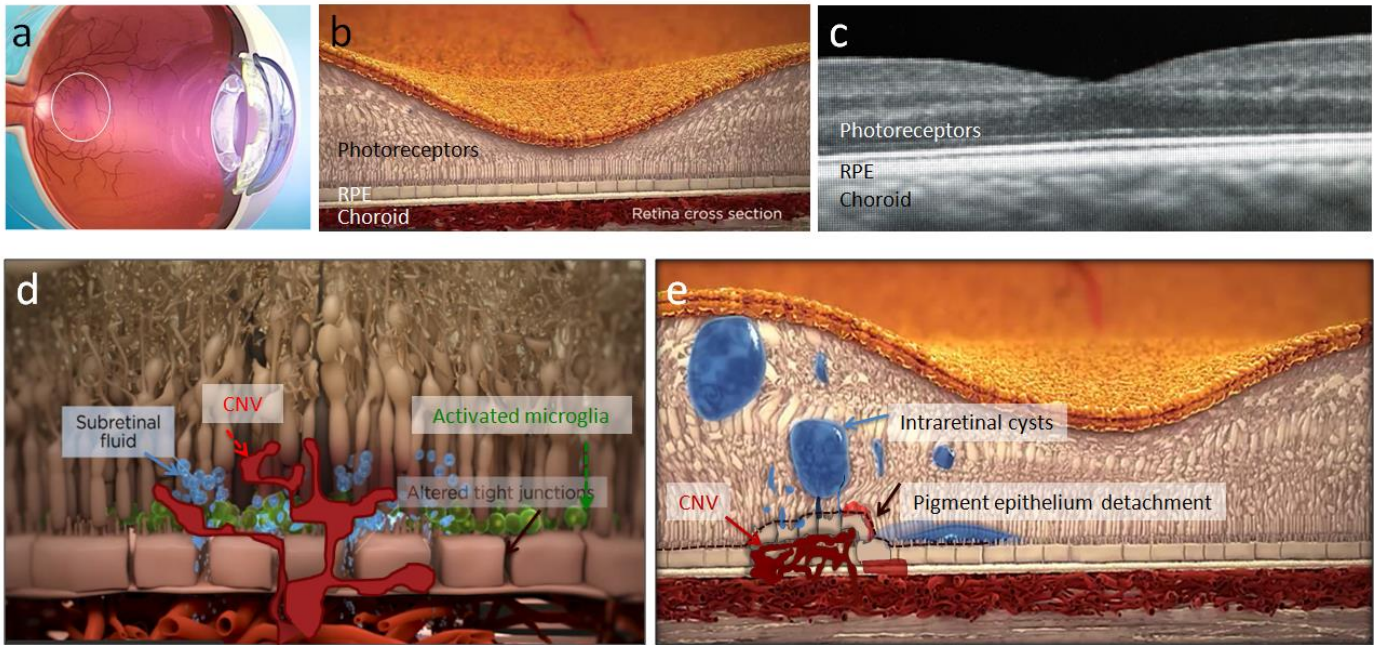 a
b
Photoreceptors
RPE
Choroid
Retina cross section
c
Photoreceptors
RPE
Choroid
d
CNV
Subretinal
fluid
Activated microglia
Altered tight junctions
e
Intraretinal cysts
CNV
Pigment epithelium detachment